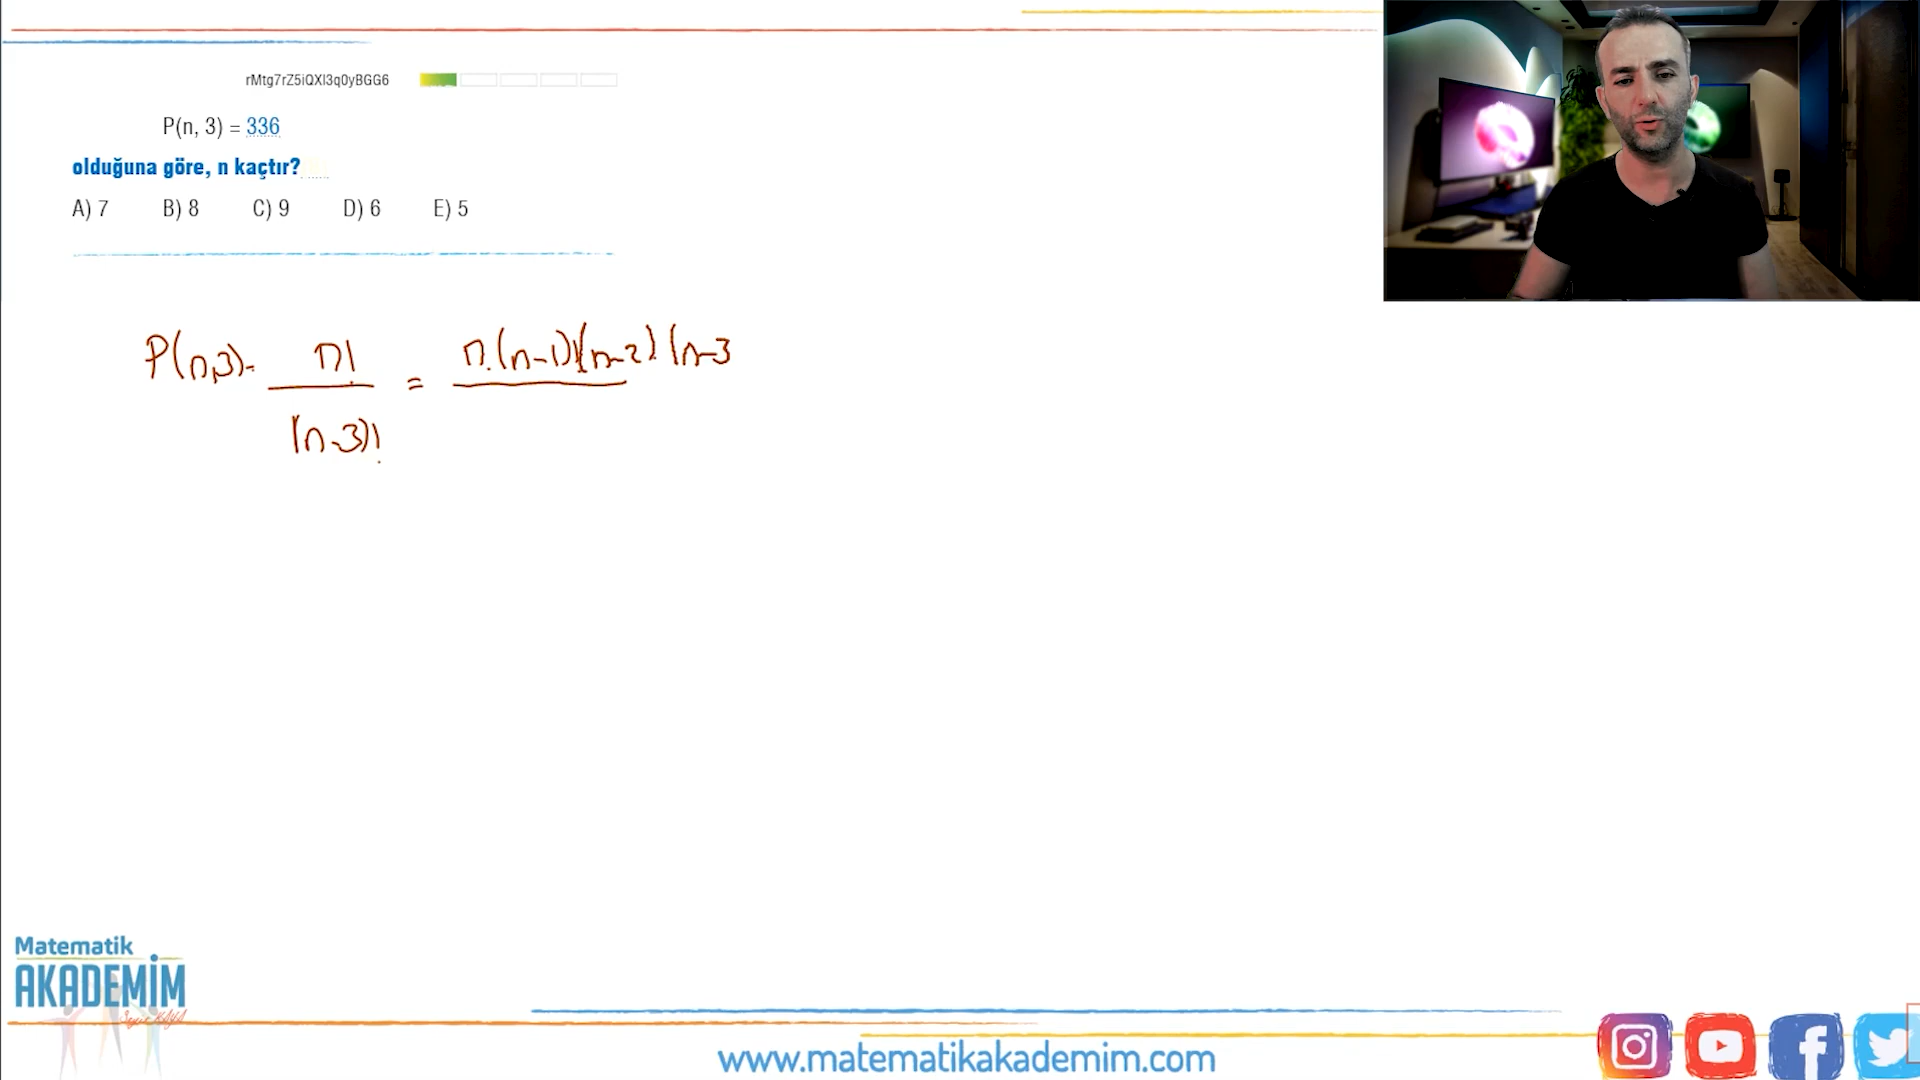 rMtg7rZ5iQXl3q0yBGG6
P(n, 3) = 336
olduğuna göre, n kaçtır?
A) 7 B) 8 C) 9 D) 6 E) 5
P(n,3)= n! / (n-3)! = n.(n-1)(n-2).(n-3
Matematik
AKADEMİM
www.matematikakademim.com